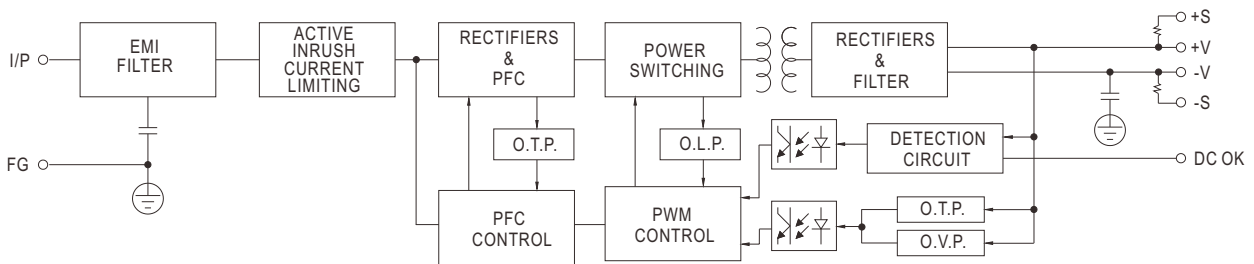 I/P
EMI
FILTER
ACTIVE
INRUSH
CURRENT
LIMITING
RECTIFIERS
&
PFC
POWER
SWITCHING
RECTIFIERS
&
FILTER
+S
+V
-V
-S
O.T.P.
O.L.P.
DETECTION
CIRCUIT
DC OK
FG
PFC
CONTROL
PWM
CONTROL
O.T.P.
O.V.P.